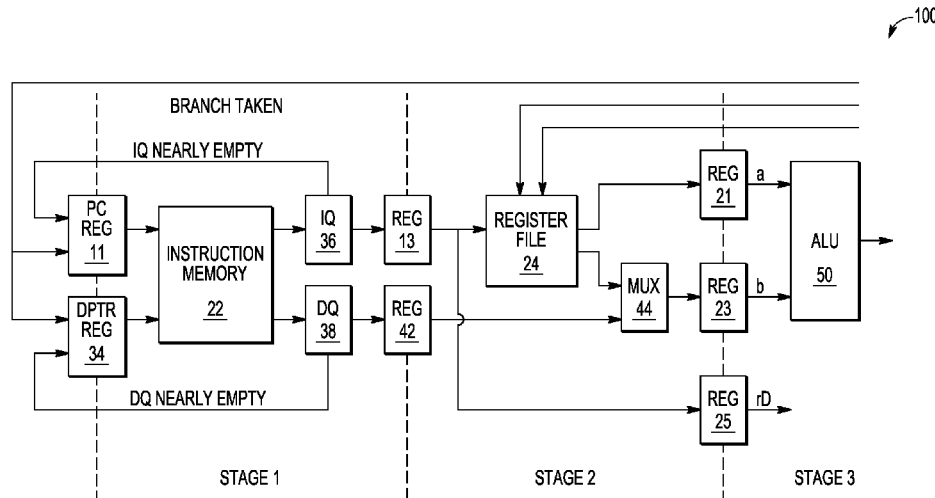 100
BRANCH TAKEN
IQ NEARLY EMPTY
PC
REG
11
INSTRUCTION
MEMORY
22
IQ
36
REG
13
REGISTER
FILE
24
REG
21
a
ALU
50
DPTR
REG
34
DQ
38
REG
42
MUX
44
REG
23
b
DQ NEARLY EMPTY
REG
25
rD
STAGE 1
STAGE 2
STAGE 3